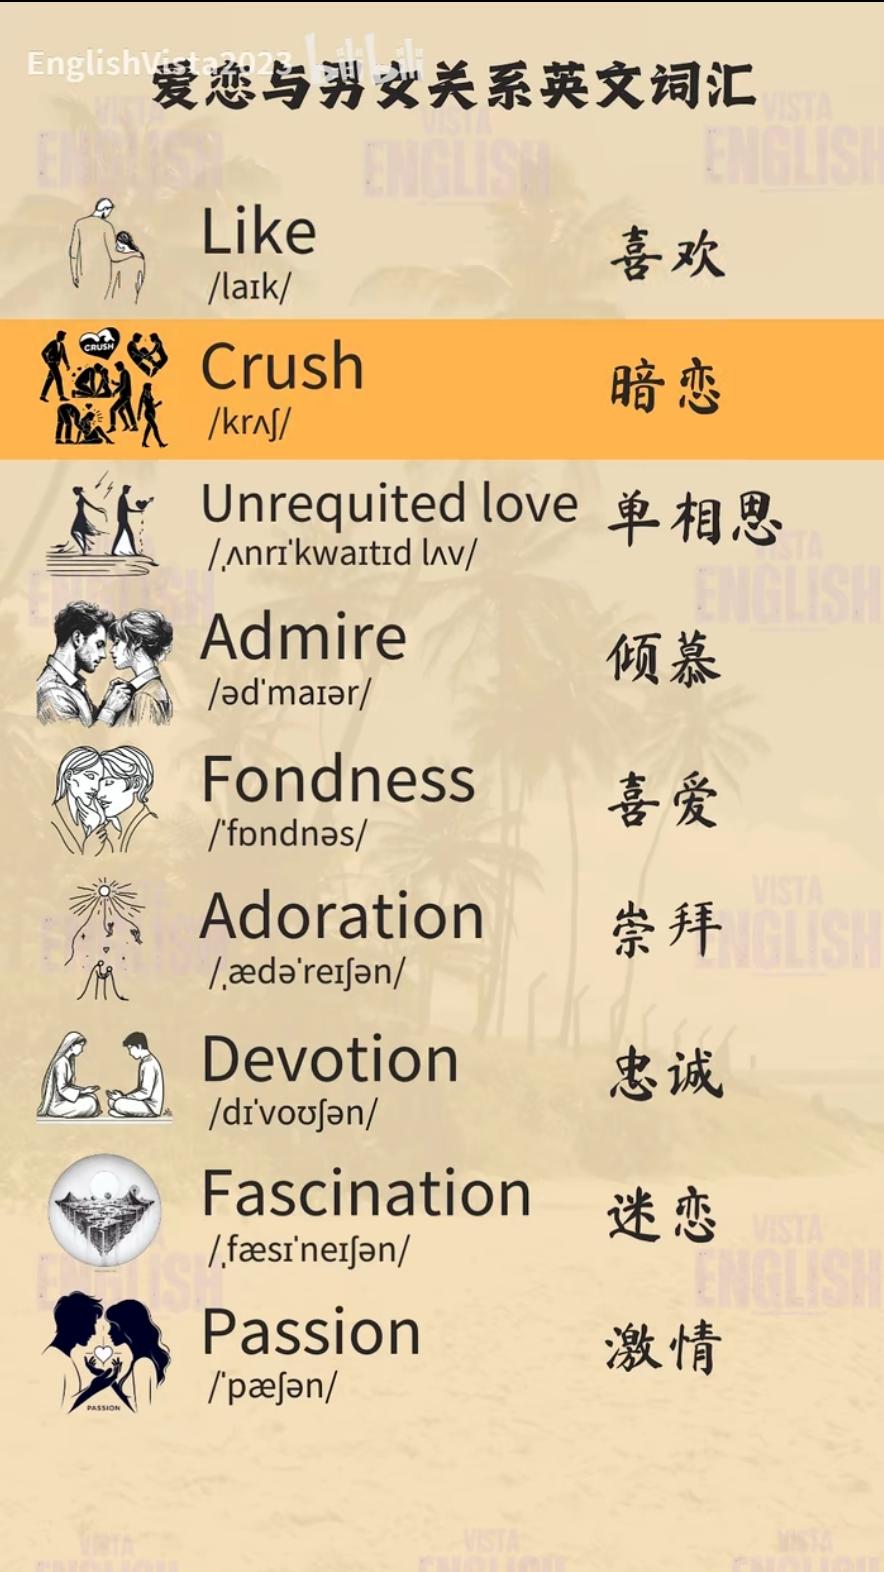 EnglishVista2023 bilibili
爱恋与男女关系英文词汇
Like
/laɪk/
喜欢
CRUSH
Crush
/krʌʃ/
暗恋
Unrequited love
/ˌʌnrɪˈkwaɪtɪd lʌv/
单相思
Admire
/ədˈmaɪər/
倾慕
Fondness
/ˈfɒndnəs/
喜爱
Adoration
/ˌædəˈreɪʃən/
崇拜
Devotion
/dɪˈvoʊʃən/
忠诚
Fascination
/ˌfæsɪˈneɪʃən/
迷恋
Passion
/ˈpæʃən/
激情
PASSION
VISTA
ENGLISH